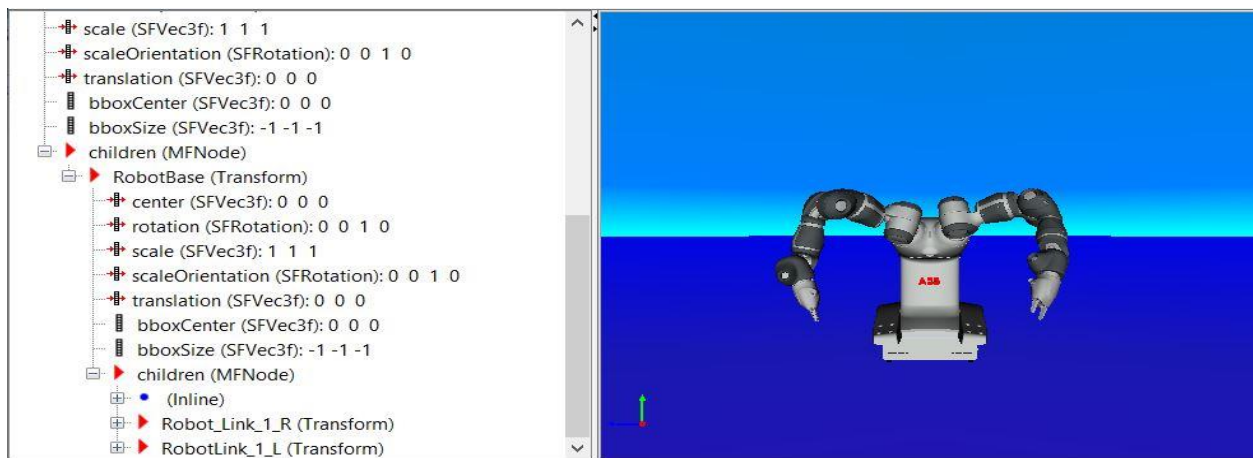 scale (SFVec3f): 1 1 1
scaleOrientation (SFRotation): 0 0 1 0
translation (SFVec3f): 0 0 0
bboxCenter (SFVec3f): 0 0 0
bboxSize (SFVec3f): -1 -1 -1
children (MFNode)
RobotBase (Transform)
center (SFVec3f): 0 0 0
rotation (SFRotation): 0 0 1 0
scale (SFVec3f): 1 1 1
scaleOrientation (SFRotation): 0 0 1 0
translation (SFVec3f): 0 0 0
bboxCenter (SFVec3f): 0 0 0
bboxSize (SFVec3f): -1 -1 -1
children (MFNode)
(Inline)
Robot_Link_1_R (Transform)
RobotLink_1_L (Transform)
ABB